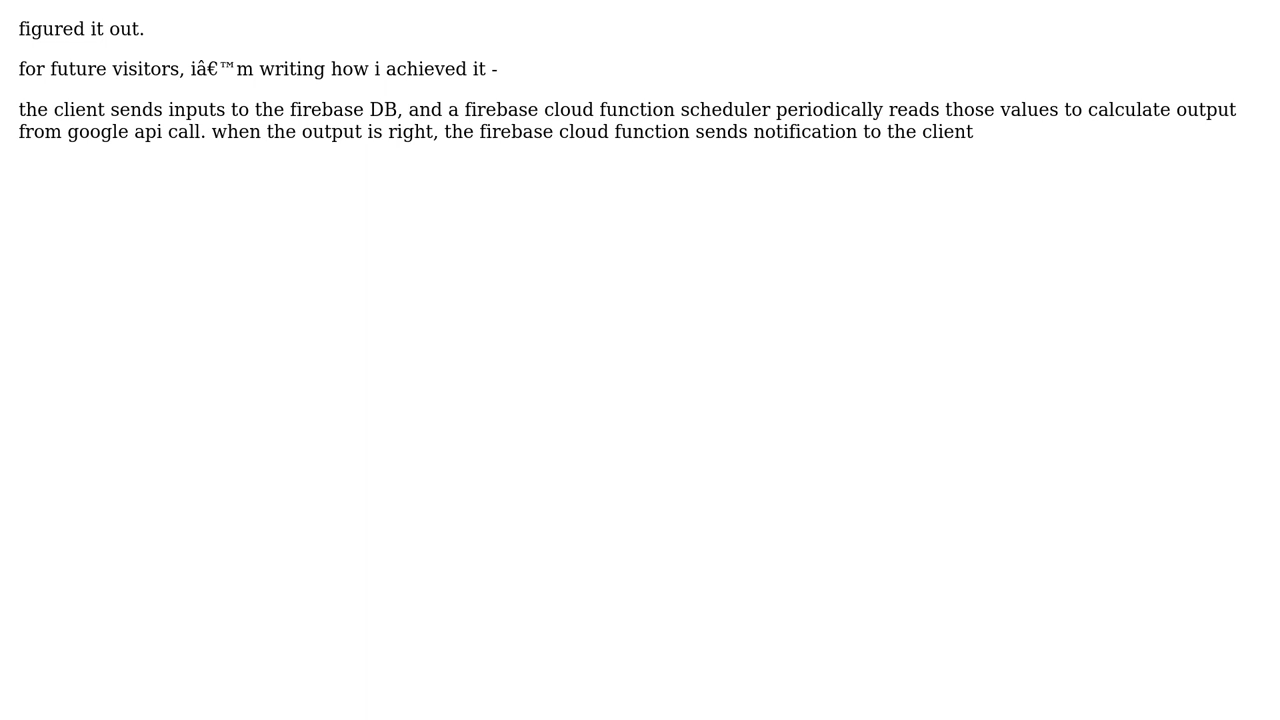 figured it out.
for future visitors, iâ€™m writing how i achieved it -
the client sends inputs to the firebase DB, and a firebase cloud function scheduler periodically reads those values to calculate output
from google api call. when the output is right, the firebase cloud function sends notification to the client